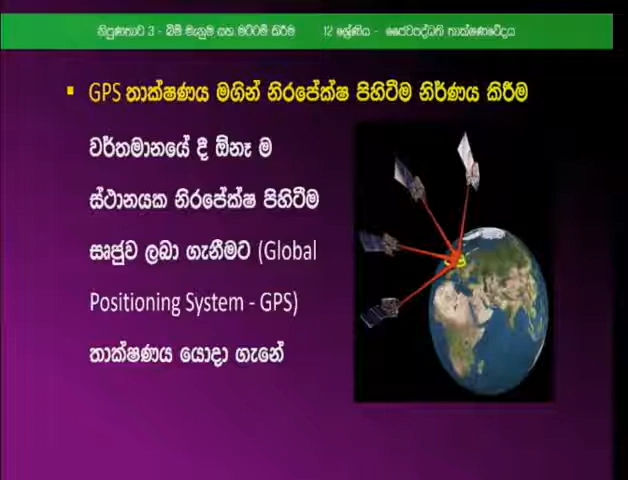 නිපුණතාව 3 - බිම් මැනුම සහ මට්ටම් කිරීම 12 ශ්‍රේණිය - ජෛවපද්ධති තාක්ෂණවේදය
GPS තාක්ෂණය මගින් නිරපේක්ෂ පිහිටීම නිර්ණය කිරීම
වර්තමානයේ දී ඕනෑ ම
ස්ථානයක නිරපේක්ෂ පිහිටීම
සෘජුව ලබා ගැනීමට (Global
Positioning System - GPS)
තාක්ෂණය යොදා ගැනේ